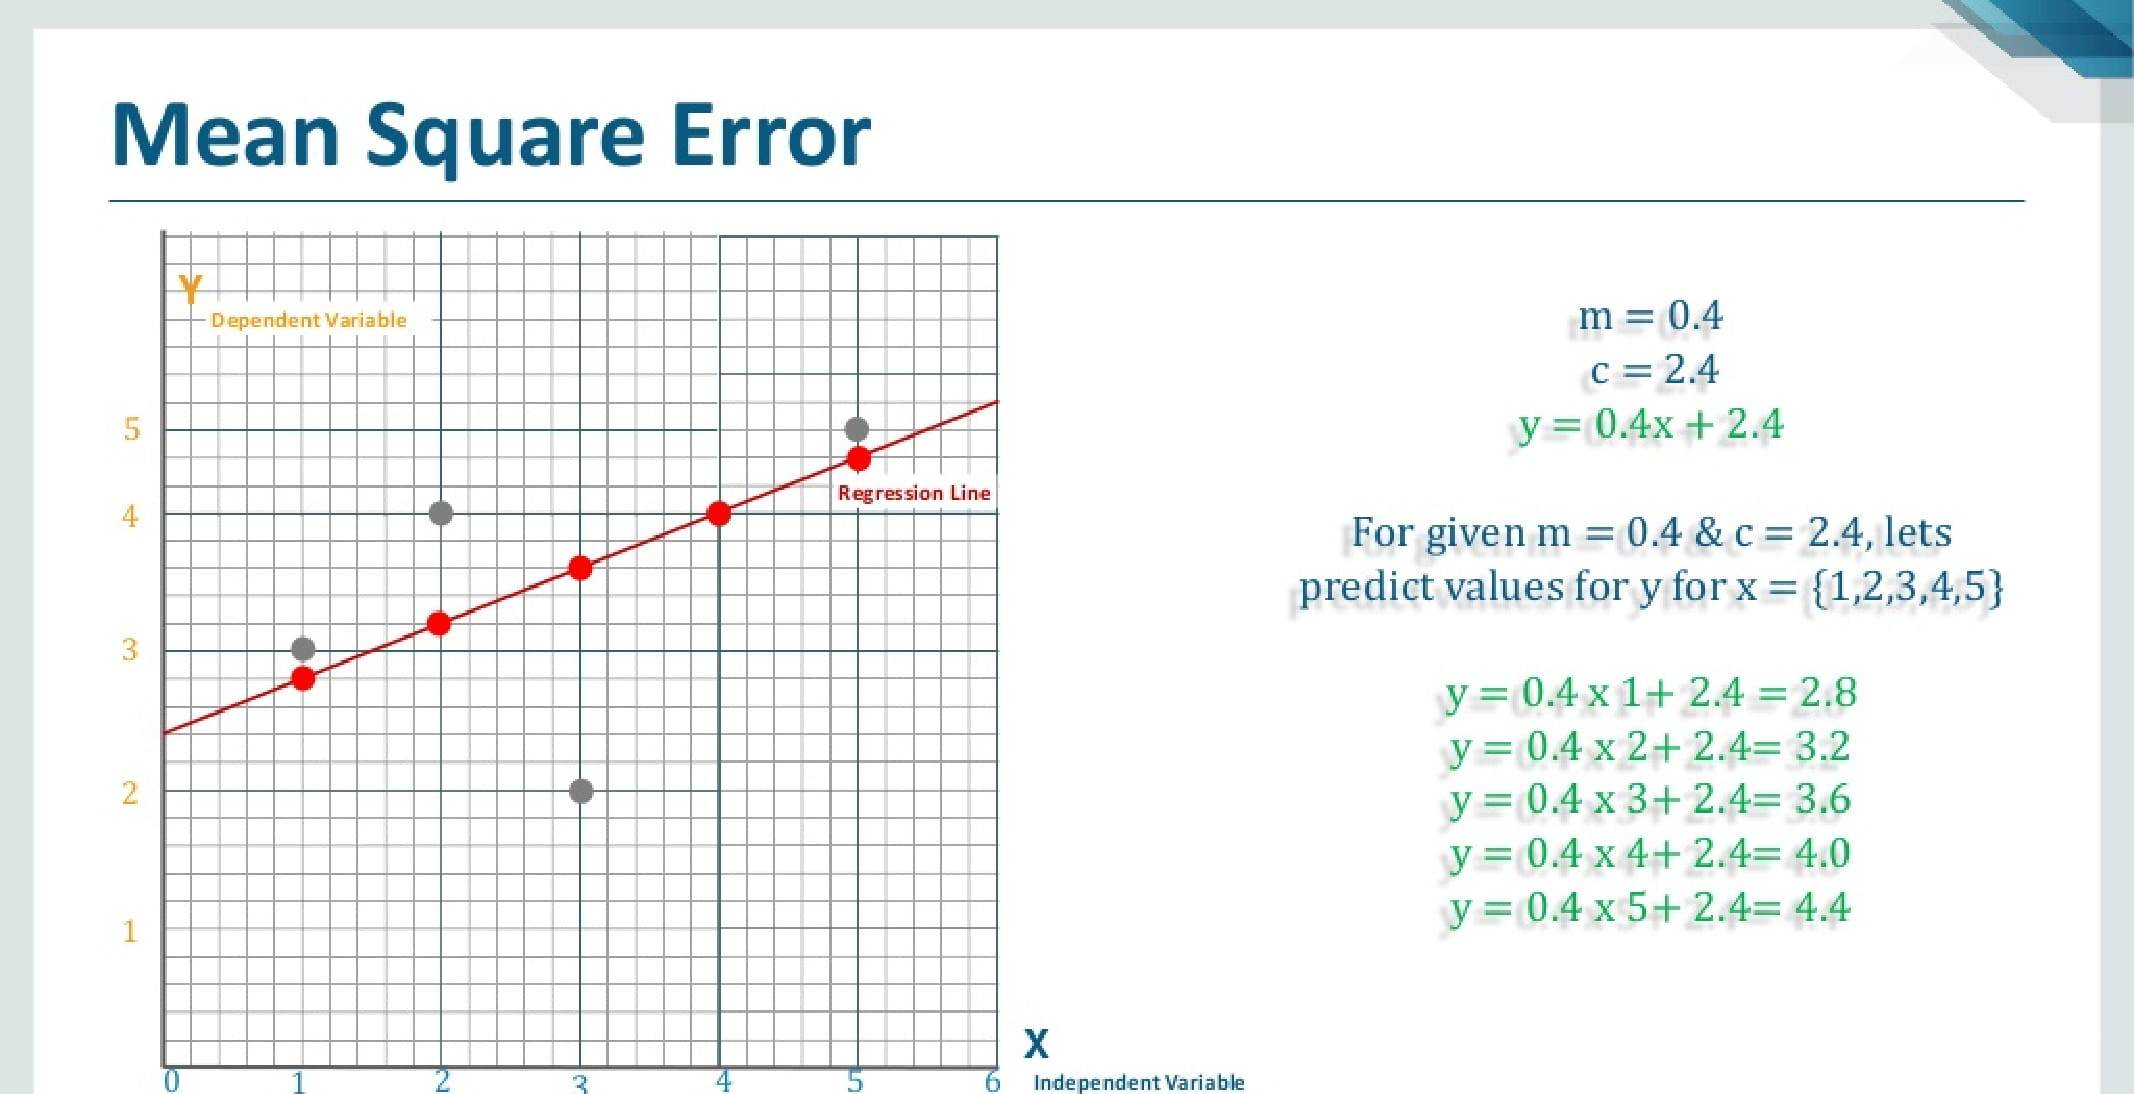 Mean Square Error
Y
Dependent Variable
5
4
3
2
1
Regression Line
0 1 2 3 4 5 6
X
Independent Variable
m = 0.4
c = 2.4
y = 0.4x + 2.4
For given m = 0.4 & c = 2.4, lets
predict values for y for x = {1,2,3,4,5}
y = 0.4 x 1+ 2.4 = 2.8
y = 0.4 x 2+ 2.4= 3.2
y = 0.4 x 3+ 2.4= 3.6
y = 0.4 x 4+ 2.4= 4.0
y = 0.4 x 5+ 2.4= 4.4